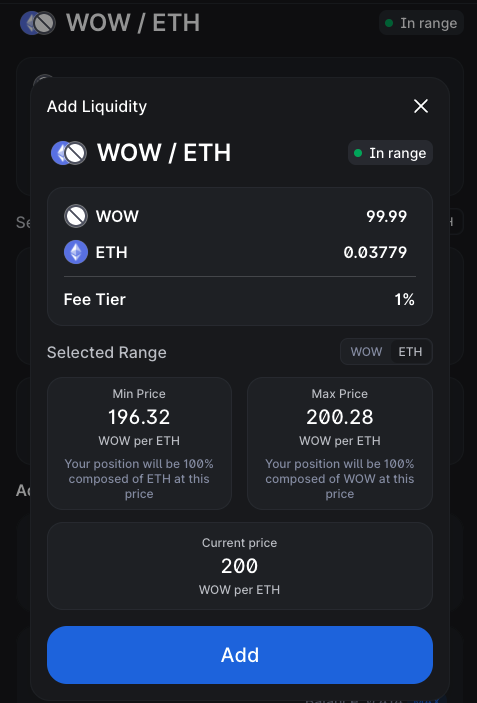 WOW / ETH
In range
Add Liquidity
WOW / ETH
In range
WOW 99.99
ETH 0.03779
Fee Tier 1%
Selected Range WOW ETH
Min Price
196.32
WOW per ETH
Your position will be 100%
composed of ETH at this
price
Max Price
200.28
WOW per ETH
Your position will be 100%
composed of WOW at this
price
Current price
200
WOW per ETH
Add